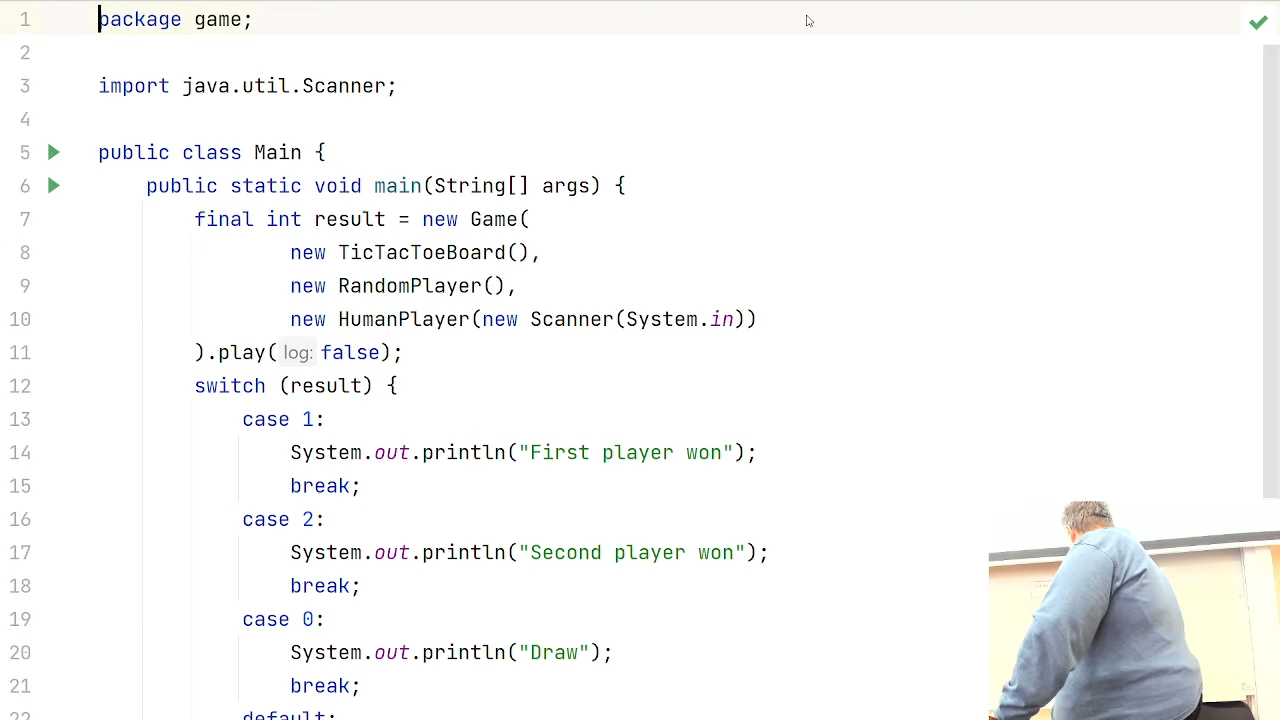 1 package game;
2
3 import java.util.Scanner;
4
5 public class Main {
6 public static void main(String[] args) {
7 final int result = new Game(
8 new TicTacToeBoard(),
9 new RandomPlayer(),
10 new HumanPlayer(new Scanner(System.in))
11 ).play( log: false);
12 switch (result) {
13 case 1:
14 System.out.println("First player won");
15 break;
16 case 2:
17 System.out.println("Second player won");
18 break;
19 case 0:
20 System.out.println("Draw");
21 break;
22 default: